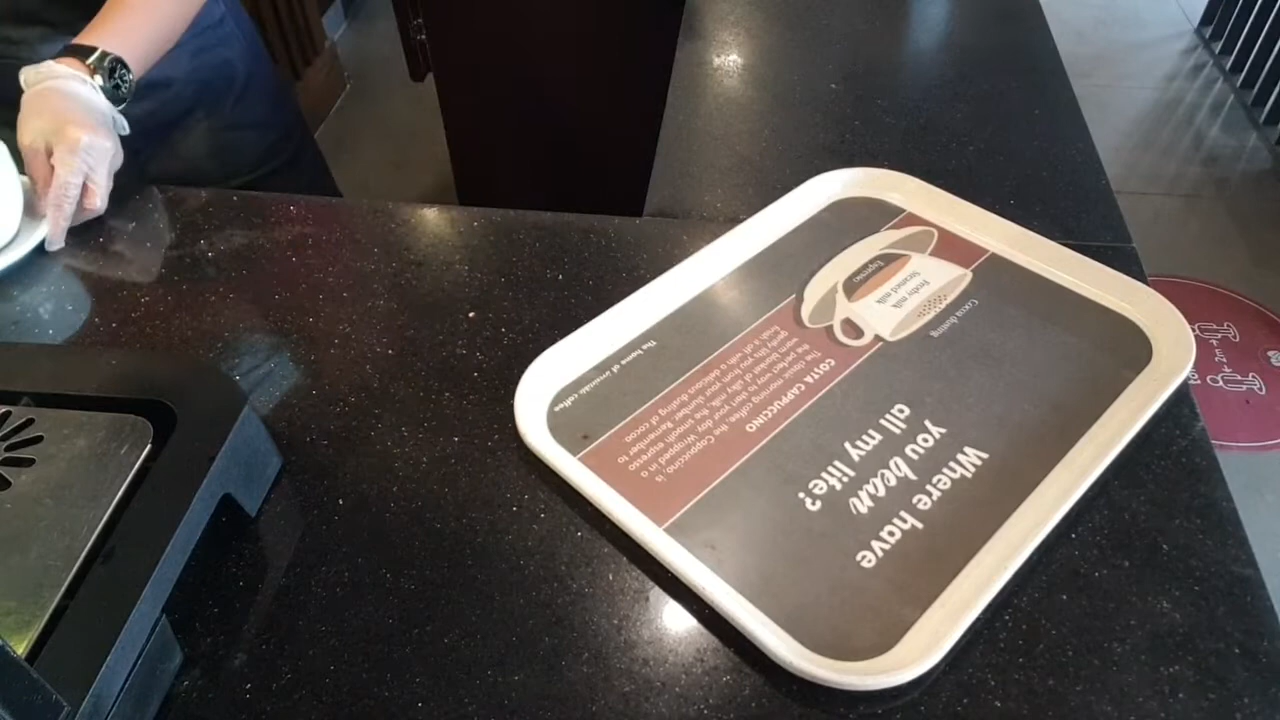 Where have
you bean
all my life?
Cocoa dusting
Frothy milk
Steamed milk
Espresso
COSTA CAPPUCCINO
The classic morning coffee, the Cappuccino, is
the perfect way to start your day. Wrapped in a
warm blanket of silky milk, the smooth espresso
gently lifts you from your slumber. Remember to
finish it off with a delicious dusting of cocoa
The home of irresistible coffee